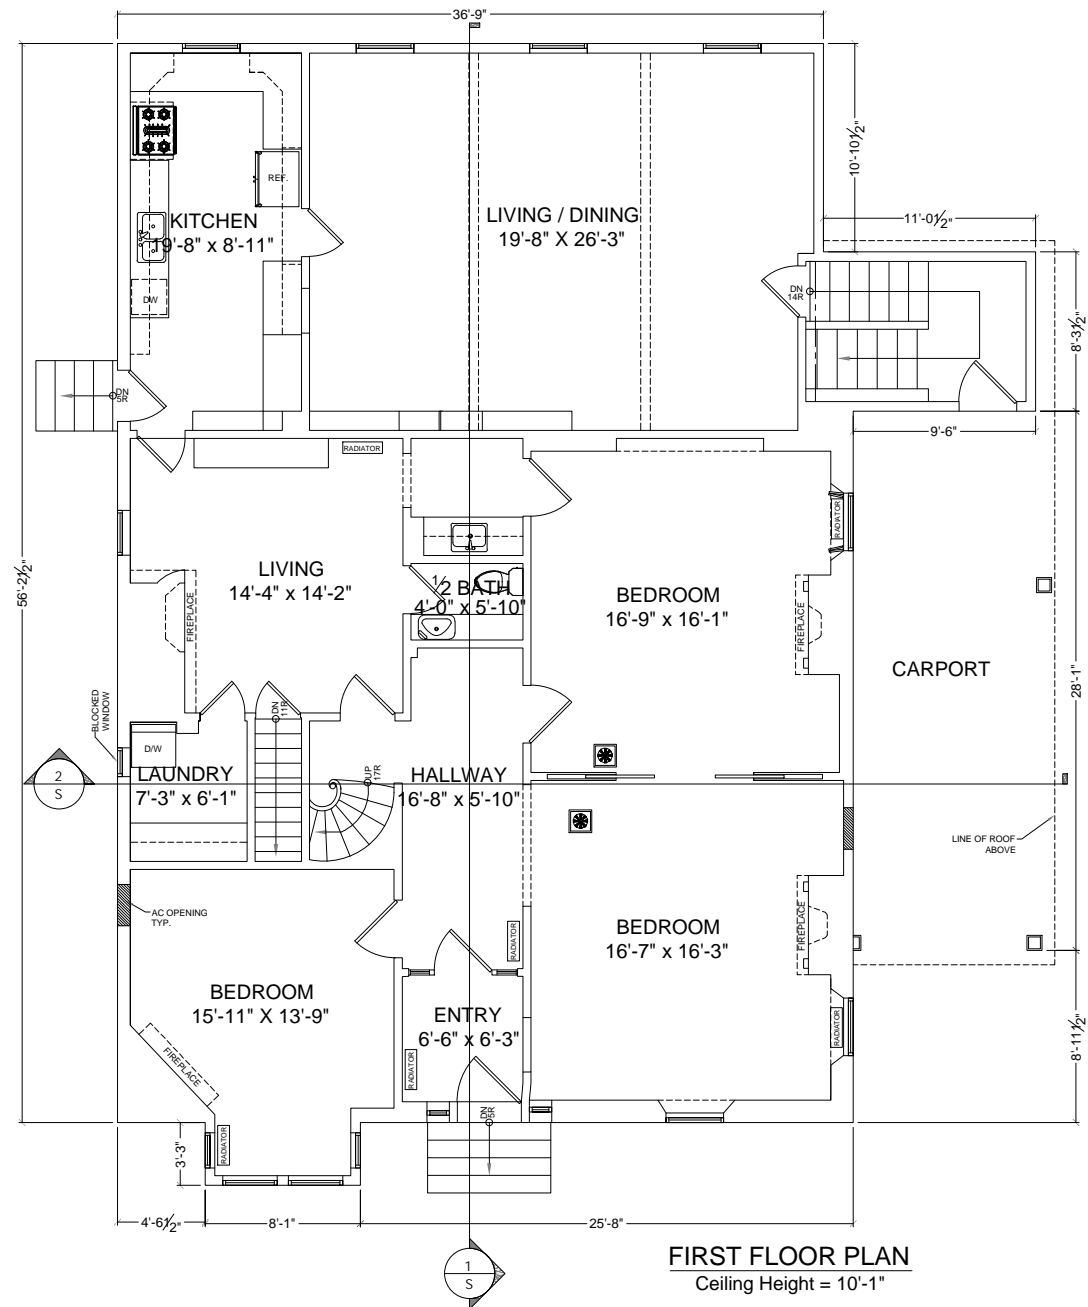 36'-9"
10'-10½"
REF.
KITCHEN
19'-8" x 8'-11"
LIVING / DINING
19'-8" X 26'-3"
11'-0½"
DW
DN
14R
8'-3½"
DN
5R
9'-6"
RADIATOR
RADIATOR
56'-2½"
LIVING
14'-4" x 14'-2"
½ BATH
4'-0" x 5'-10"
BEDROOM
16'-9" x 16'-1"
FIREPLACE
FIREPLACE
CARPORT
28'-1"
BLOCKED
WINDOW
DN
11R
D/W
LAUNDRY
7'-3" x 6'-1"
UP
17R
HALLWAY
16'-8" x 5'-10"
2
S
LINE OF ROOF
ABOVE
AC OPENING
TYP.
BEDROOM
16'-7" x 16'-3"
FIREPLACE
RADIATOR
BEDROOM
15'-11" X 13'-9"
ENTRY
6'-6" x 6'-3"
RADIATOR
FIREPLACE
RADIATOR
8'-11½"
DN
5R
3'-3"
RADIATOR
4'-6½"
8'-1"
25'-8"
1
S
FIRST FLOOR PLAN
Ceiling Height = 10'-1"